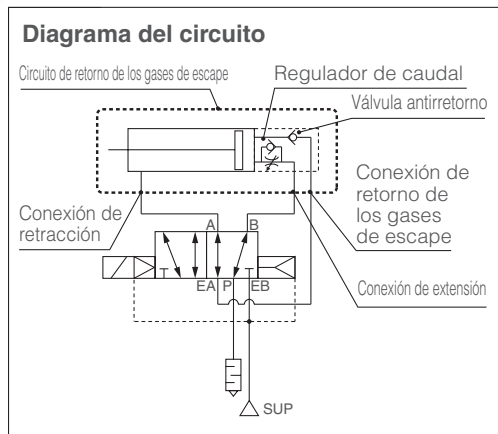 Diagrama del circuito
Circuito de retorno de los gases de escape
Regulador de caudal
Válvula antirretorno
Conexión de
retracción
Conexión de
retorno de
los gases
de escape
A
B
EA
P
EB
Conexión de extensión
SUP